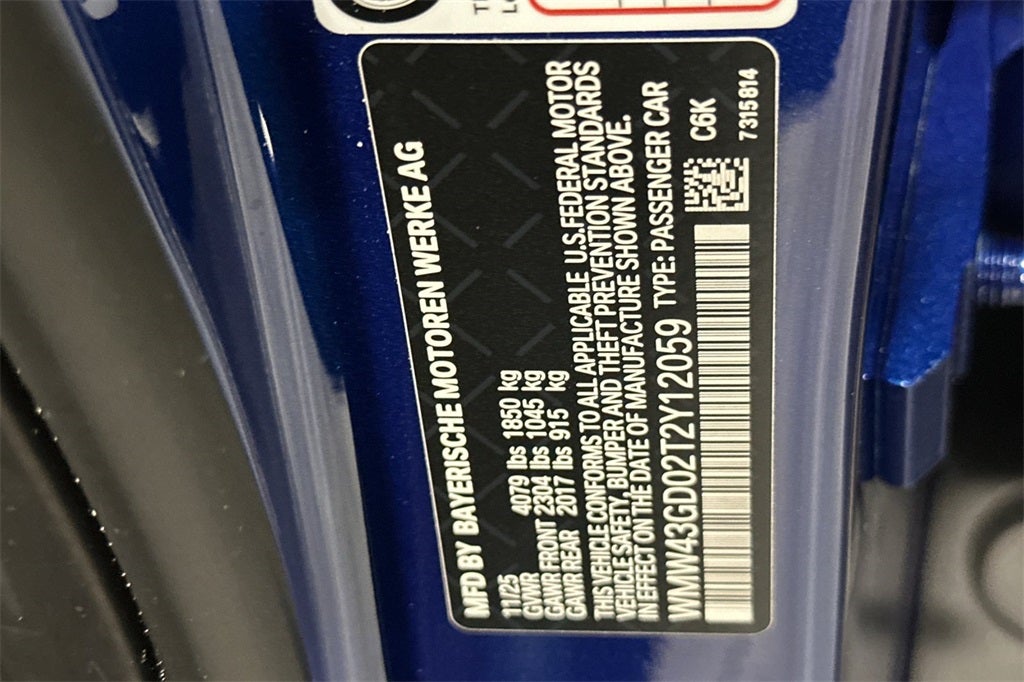 MFD BY BAYERISCHE MOTOREN WERKE AG
11/25
GVWR 4079 lbs 1850 kg
GAWR FRONT 2304 lbs 1045 kg
GAWR REAR 2017 lbs 915 kg
THIS VEHICLE CONFORMS TO ALL APPLICABLE U.S. FEDERAL MOTOR
VEHICLE SAFETY, BUMPER AND THEFT PREVENTION STANDARDS
IN EFFECT ON THE DATE OF MANUFACTURE SHOWN ABOVE.
WMW43GD02T2Y12059 TYPE: PASSENGER CAR
C6K
7315814